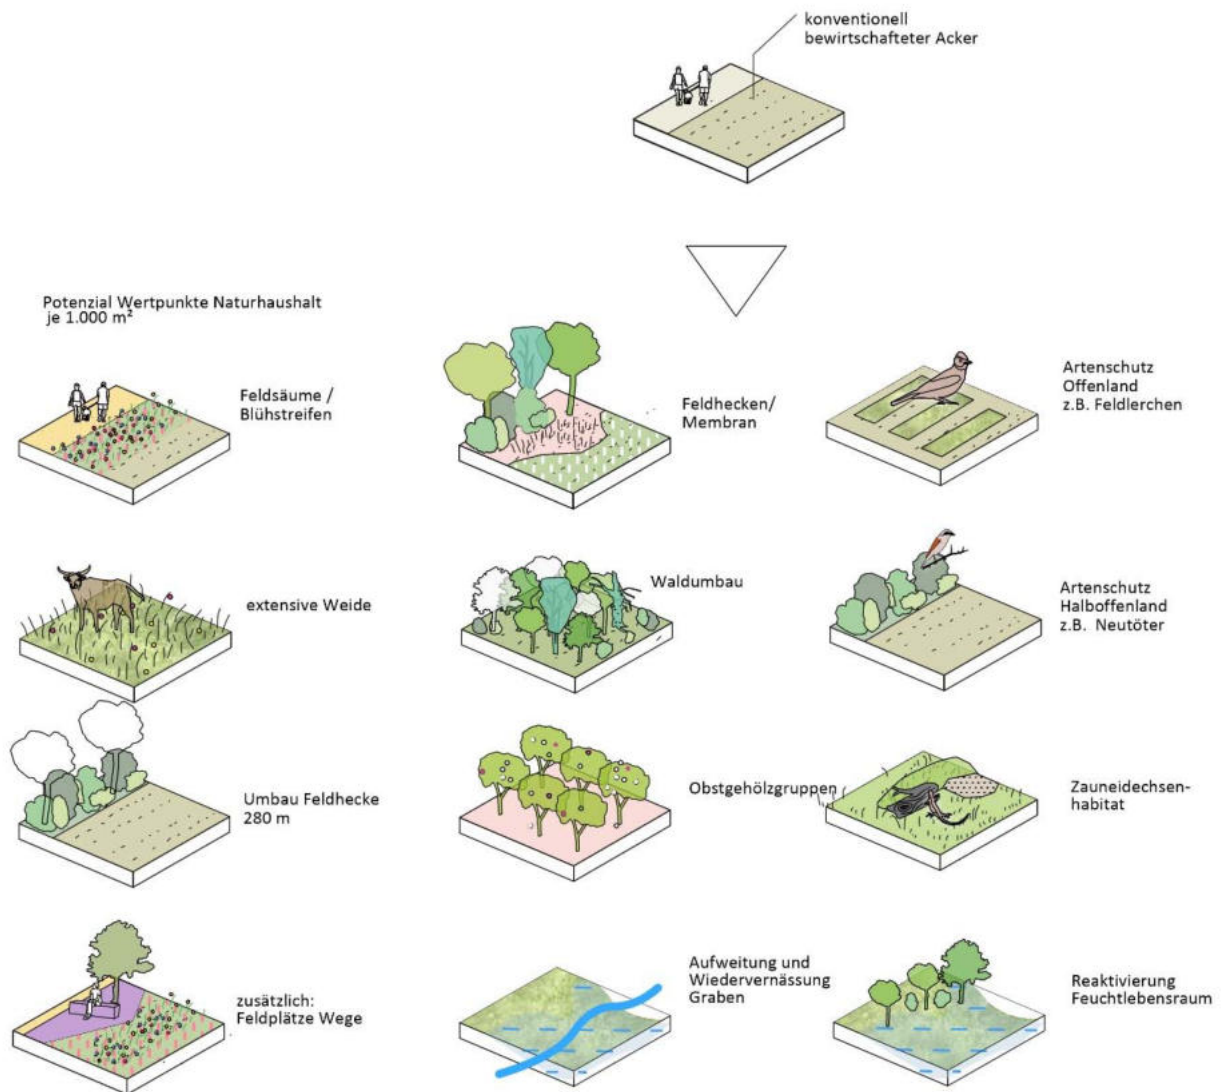 konventionell
bewirtschafteter Acker
Potenzial Wertpunkte Naturhaushalt
je 1.000 m²
Feldsäume /
Blühstreifen
Feldhecken/
Membran
Artenschutz
Offenland
z.B. Feldlerchen
extensive Weide
Waldumbau
Artenschutz
Halboffenland
z.B. Neutöter
Umbau Feldhecke
280 m
Obstgehölzgruppen
Zauneidechsen-
habitat
zusätzlich:
Feldplätze Wege
Aufweitung und
Wiedervernässung
Graben
Reaktivierung
Feuchtlebensraum